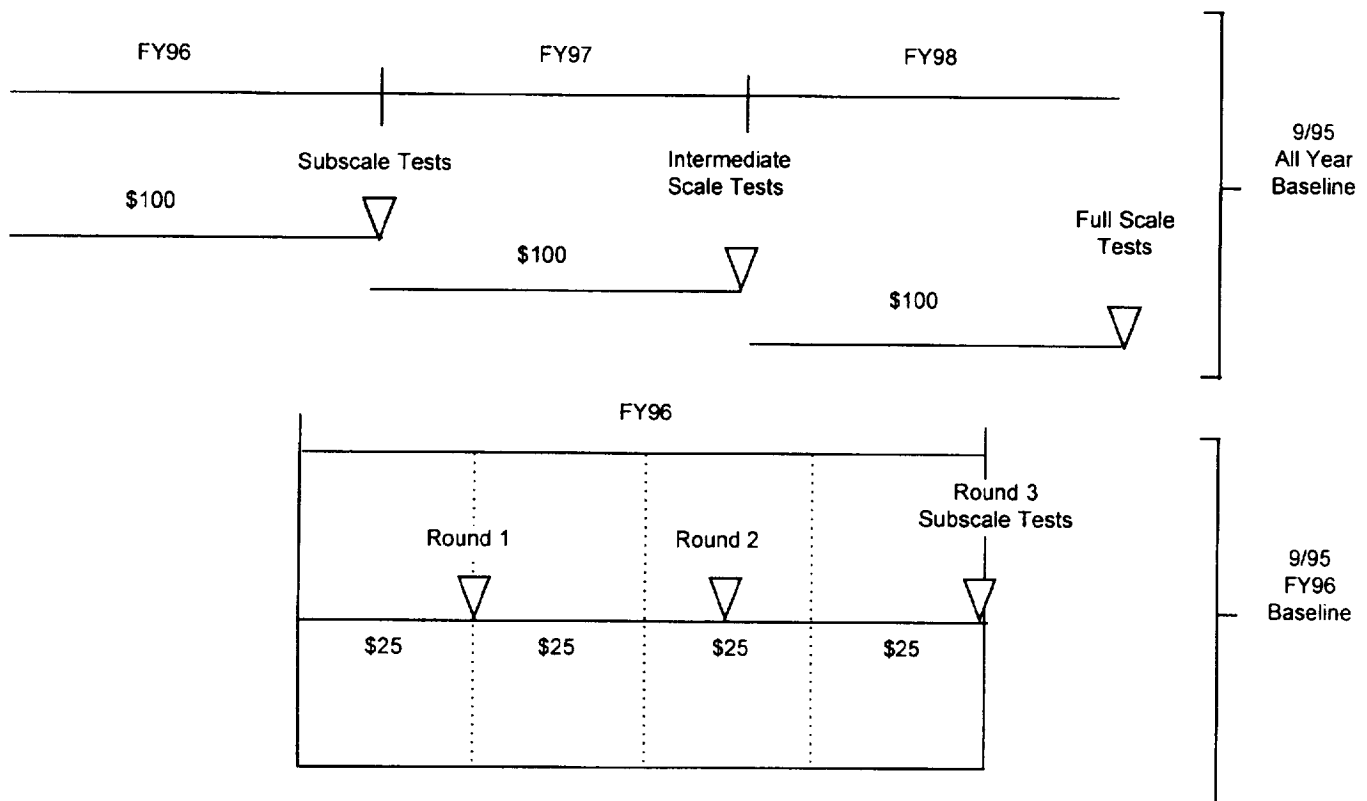 FY96
FY97
FY98
9/95
All Year
Baseline
Subscale Tests
Intermediate
Scale Tests
$100
Full Scale
Tests
$100
$100
FY96
Round 3
Subscale Tests
Round 1
Round 2
9/95
FY96
Baseline
$25
$25
$25
$25